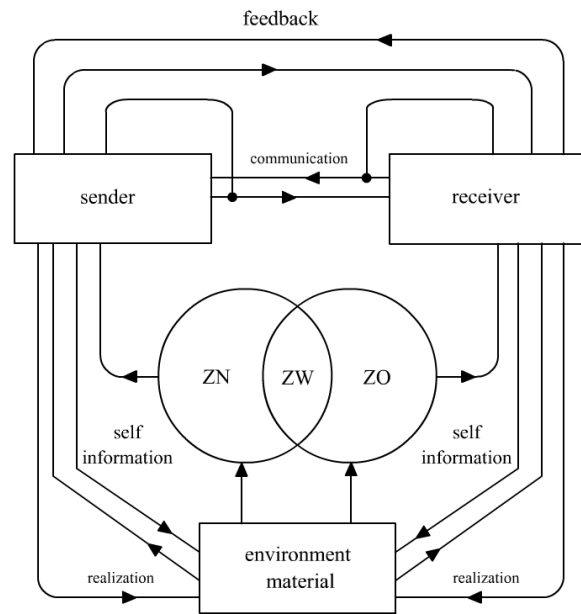 feedback
communication
sender
receiver
ZN
ZW
ZO
self
information
self
information
environment
material
realization
realization